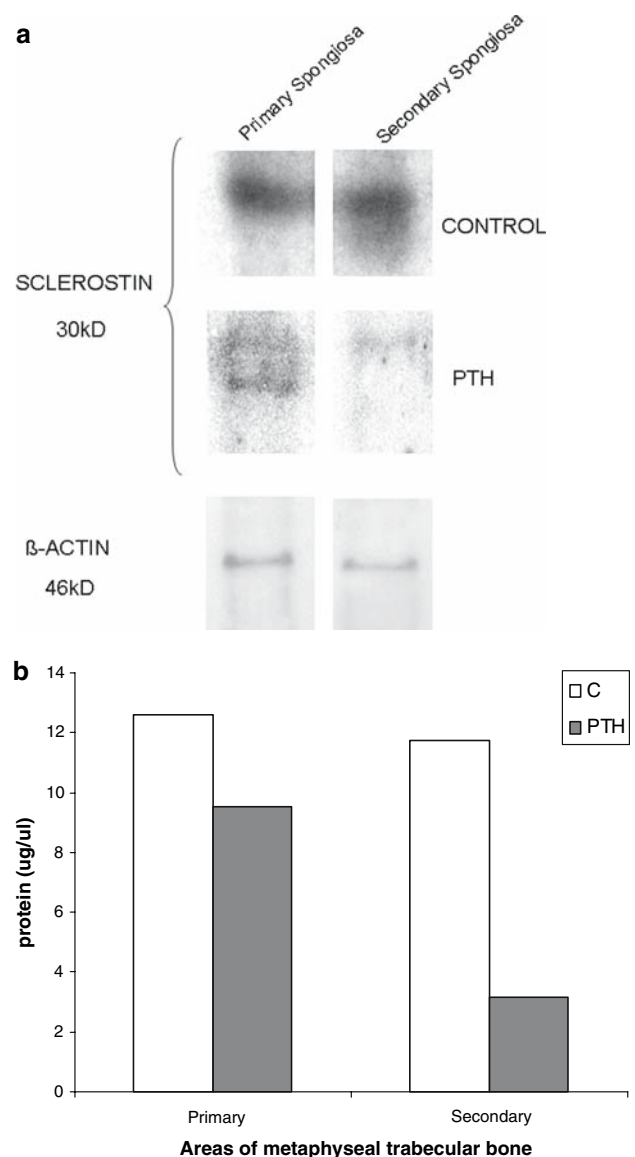 a
Primary Spongiosa
Secondary Spongiosa
CONTROL
SCLEROSTIN
30kD
PTH
ß-ACTIN
46kD
b
14
12
10
8
6
4
2
0
protein (ug/ul)
C
PTH
Primary
Secondary
Areas of metaphyseal trabecular bone